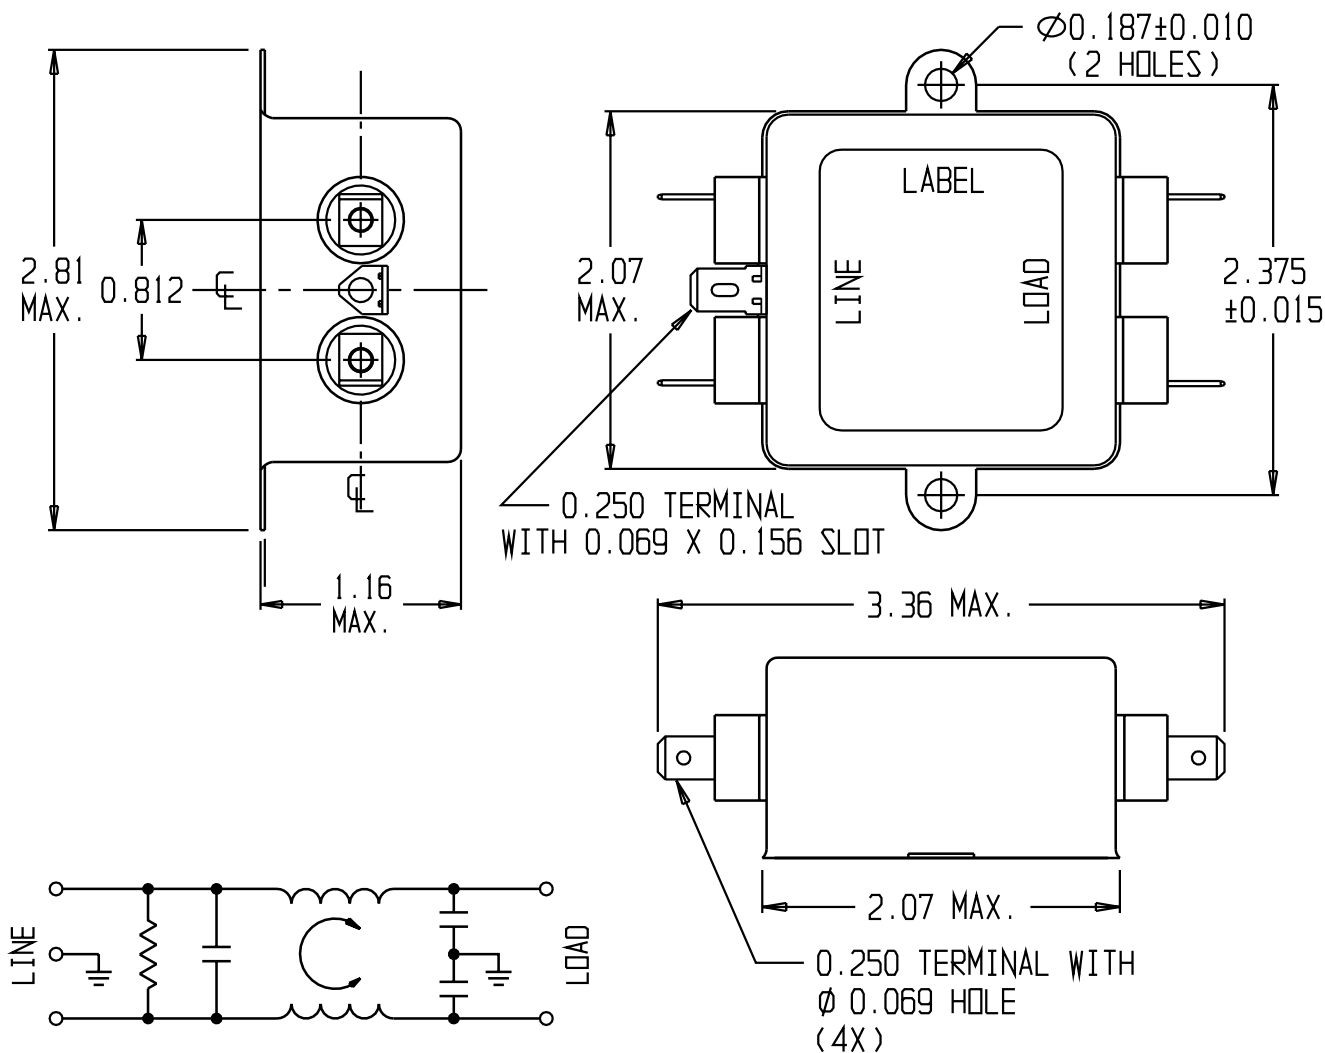 Ø0.187±0.010
(2 HOLES)
LABEL
2.81
MAX.
0.812
2.07
MAX.
LINE
LOAD
2.375
±0.015
0.250 TERMINAL
WITH 0.069 X 0.156 SLOT
1.16
MAX.
3.36 MAX.
2.07 MAX.
LINE
LOAD
0.250 TERMINAL WITH
Ø 0.069 HOLE
(4X)